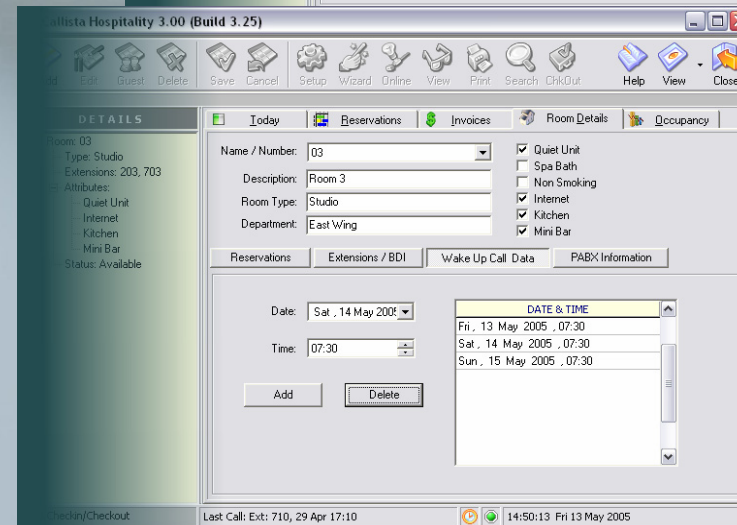 allista Hospitality 3.00 (Build 3.25)
Edit Guest Delete Save Cancel Setup Wizard Online View Print Search ChkOut Help View Close
DETAILS
Today Reservations Invoices Room Details Occupancy
Room: 03
Type: Studio
Extensions: 203, 703
Attributes:
Quiet Unit
Internet
Kitchen
Mini Bar
Status: Available
Name / Number: 03
Description: Room 3
Room Type: Studio
Department: East Wing
Quiet Unit
Spa Bath
Non Smoking
Internet
Kitchen
Mini Bar
Reservations Extensions / BDI Wake Up Call Data PABX Information
Date: Sat , 14 May 2005
Time: 07:30
Add Delete
DATE & TIME
Fri , 13 May 2005 , 07:30
Sat , 14 May 2005 , 07:30
Sun , 15 May 2005 , 07:30
Checkin/Checkout
Last Call: Ext: 710, 29 Apr 17:10
14:50:13 Fri 13 May 2005